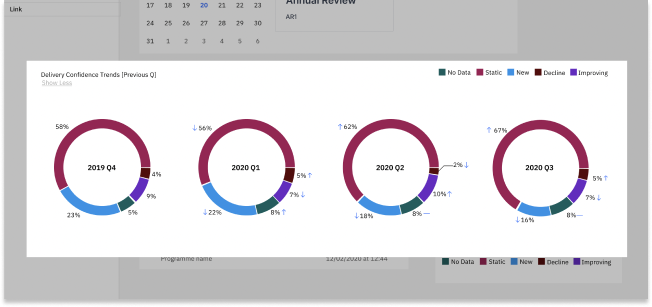 Link
17 18 19 20 21 22 23
24 25 26 27 28 29 30
31 1 2 3 4 5 6
Annual Review
AR1
Delivery Confidence Trends [Previous Q]
Show Less
No Data Static New Decline Improving
58%
2019 Q4
4%
9%
5%
23%
↓56%
2020 Q1
5%↑
7%↓
8%↑
↓22%
↑62%
2020 Q2
2%↓
10%↑
8%—
↓18%
↑ 67%
2020 Q3
5%↑
7%↓
8%—
↓16%
Programme Name 12/02/2020 at 12:44
No Data Static New Decline Improving